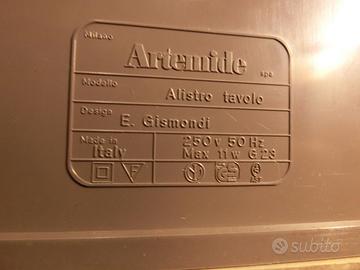 Milano
Artemide spa
Modello
Alistro tavolo
Design
E. Gismondi
Made in
Italy
250 v 50 Hz
Max 11 w G 23
F
subito